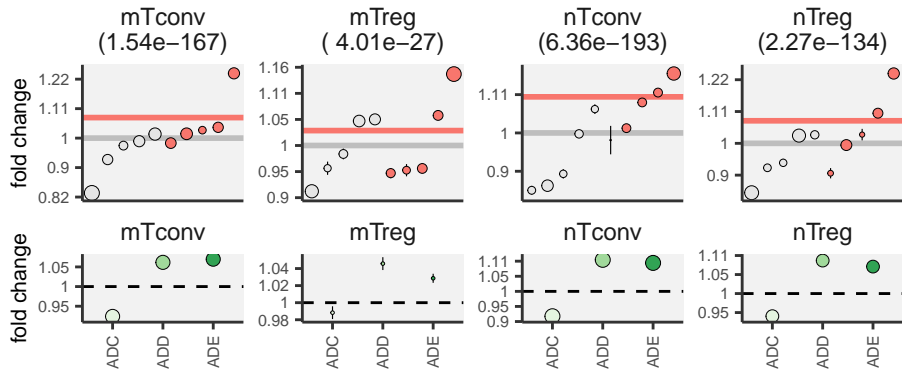 mTconv
(1.54e−167)
mTreg
( 4.01e−27)
nTconv
(6.36e−193)
nTreg
(2.27e−134)
fold change
1.22
1.11
1
0.9
0.82
1.16
1.11
1.05
1
0.95
0.9
1.11
1
0.9
1.22
1.11
1
0.9
mTconv
mTreg
nTconv
nTreg
fold change
1.05
1
0.95
1.04
1.02
1
0.98
1.11
1.05
1
0.95
0.9
1.11
1.05
1
0.95
ADC
ADD
ADE
ADC
ADD
ADE
ADC
ADD
ADE
ADC
ADD
ADE